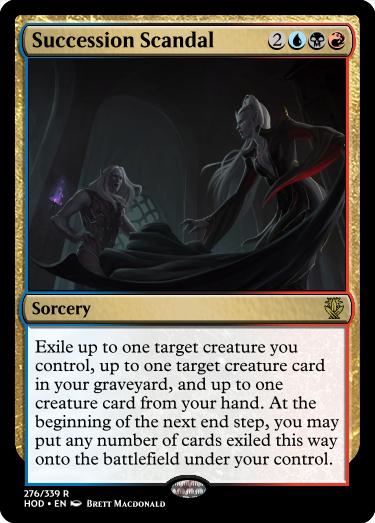 Succession Scandal 2
Sorcery
Exile up to one target creature you
control, up to one target creature card
in your graveyard, and up to one
creature card from your hand. At the
beginning of the next end step, you may
put any number of cards exiled this way
onto the battlefield under your control.
276/339 R
HOD • EN Brett Macdonald